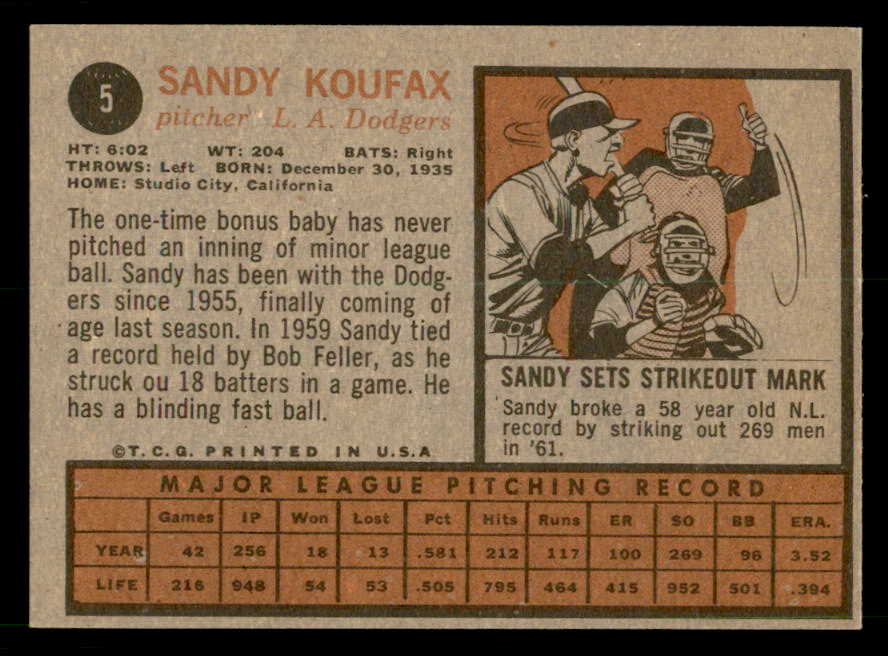 5
SANDY KOUFAX
pitcher L. A. Dodgers
HT: 6:02 WT: 204 BATS: Right
THROWS: Left BORN: December 30, 1935
HOME: Studio City, California
The one-time bonus baby has never
pitched an inning of minor league
ball. Sandy has been with the Dodg-
ers since 1955, finally coming of
age last season. In 1959 Sandy tied
a record held by Bob Feller, as he
struck ou 18 batters in a game. He
has a blinding fast ball.
©T. C. G. PRINTED IN U.S.A
SANDY SETS STRIKEOUT MARK
Sandy broke a 58 year old N.L.
record by striking out 269 men
in '61.
MAJOR LEAGUE PITCHING RECORD
Games IP Won Lost Pct Hits Runs ER SO BB ERA.
YEAR 42 256 18 13 .581 212 117 100 269 96 3.52
LIFE 216 948 54 53 .505 795 464 415 952 501 .394